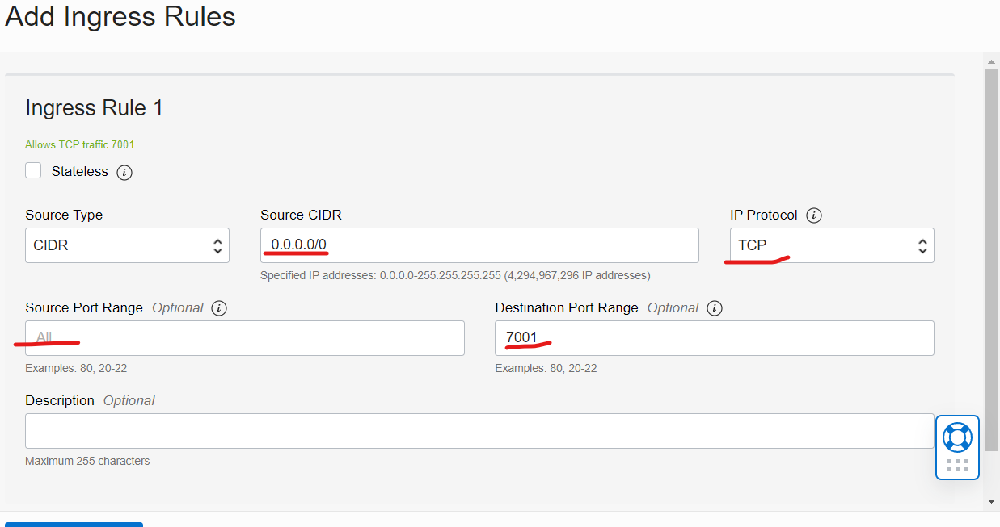 Add Ingress Rules
Ingress Rule 1
Allows TCP traffic 7001
Stateless i
Source Type Source CIDR IP Protocol i
CIDR 0.0.0.0/0 TCP
Specified IP addresses: 0.0.0.0-255.255.255.255 (4,294,967,296 IP addresses)
Source Port Range Optional i Destination Port Range Optional i
All 7001
Examples: 80, 20-22 Examples: 80, 20-22
Description Optional
Maximum 255 characters